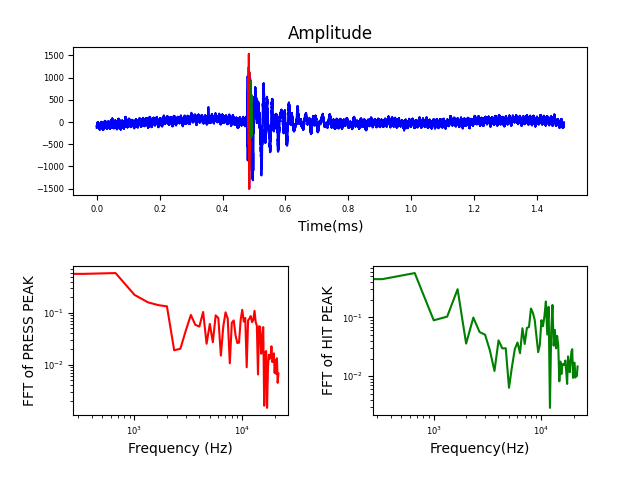 Amplitude
1500
1000
500
0
−500
−1000
−1500
0.0 0.2 0.4 0.6 0.8 1.0 1.2 1.4
Time(ms)
FFT of PRESS PEAK
10⁻¹
10⁻²
10³ 10⁴
Frequency (Hz)
FFT of HIT PEAK
10⁻¹
10⁻²
10³ 10⁴
Frequency(Hz)